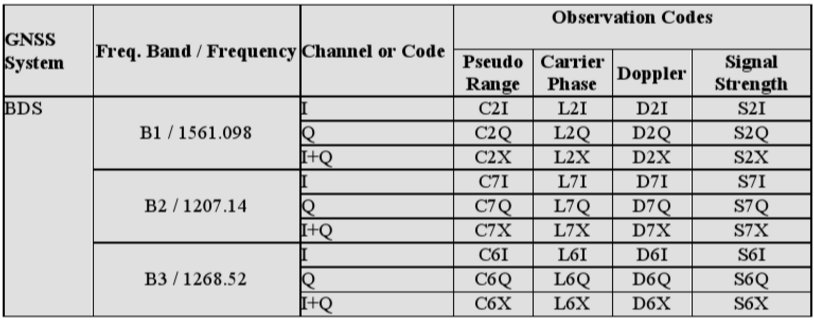 GNSS System Freq. Band / Frequency Channel or Code Observation Codes
Pseudo Range Carrier Phase Doppler Signal Strength
BDS B1 / 1561.098 I C2I L2I D2I S2I
Q C2Q L2Q D2Q S2Q
I+Q C2X L2X D2X S2X
B2 / 1207.14 I C7I L7I D7I S7I
Q C7Q L7Q D7Q S7Q
I+Q C7X L7X D7X S7X
B3 / 1268.52 I C6I L6I D6I S6I
Q C6Q L6Q D6Q S6Q
I+Q C6X L6X D6X S6X